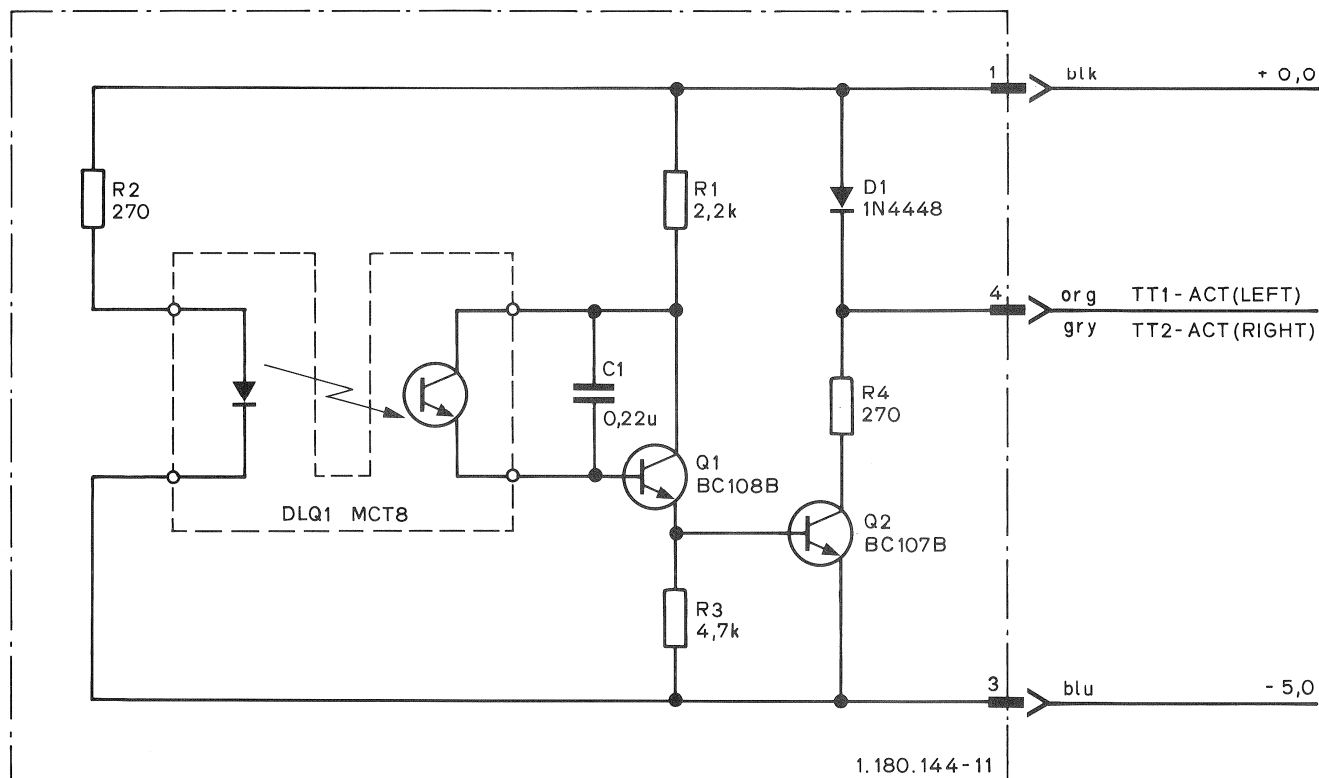 1 blk + 0,0
R2
270
R1
2,2k
D1
1N4448
4 org TT1-ACT(LEFT)
gry TT2-ACT(RIGHT)
C1
0,22u
R4
270
Q1
BC108B
DLQ1 MCT8
Q2
BC107B
R3
4,7k
3 blu -5,0
1.180.144-11